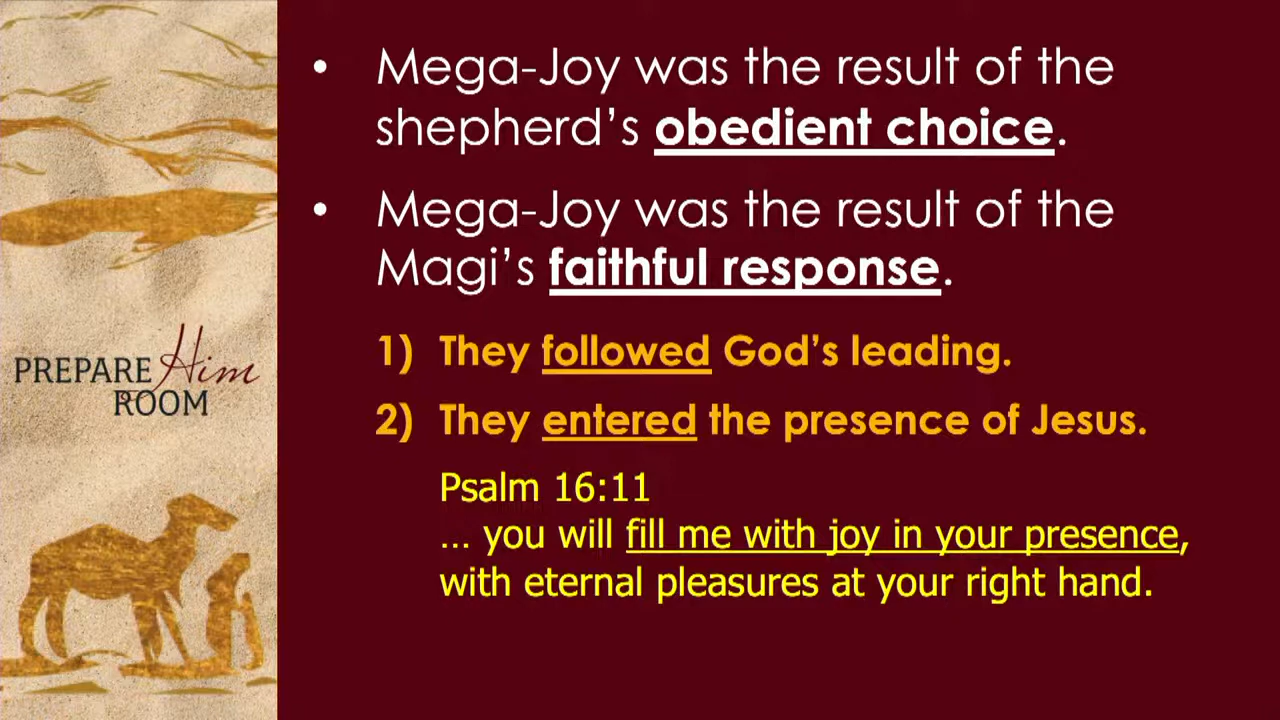 PREPARE Him
ROOM
• Mega-Joy was the result of the
shepherd’s obedient choice.
• Mega-Joy was the result of the
Magi’s faithful response.
1) They followed God’s leading.
2) They entered the presence of Jesus.
Psalm 16:11
… you will fill me with joy in your presence,
with eternal pleasures at your right hand.